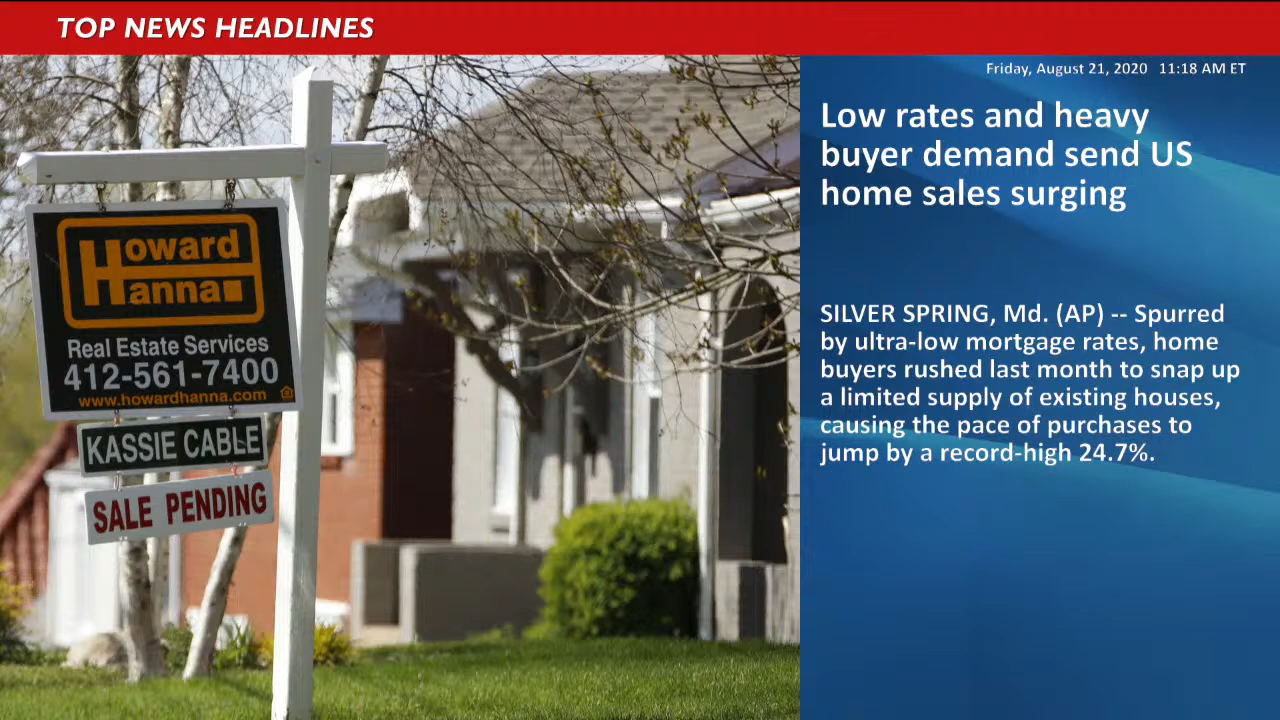 TOP NEWS HEADLINES
Friday, August 21, 2020 11:18 AM ET
Low rates and heavy
buyer demand send US
home sales surging
SILVER SPRING, Md. (AP) -- Spurred
by ultra-low mortgage rates, home
buyers rushed last month to snap up
a limited supply of existing houses,
causing the pace of purchases to
jump by a record-high 24.7%.
Howard
Hanna
Real Estate Services
412-561-7400
www.howardhanna.com
KASSIE CABLE
SALE PENDING